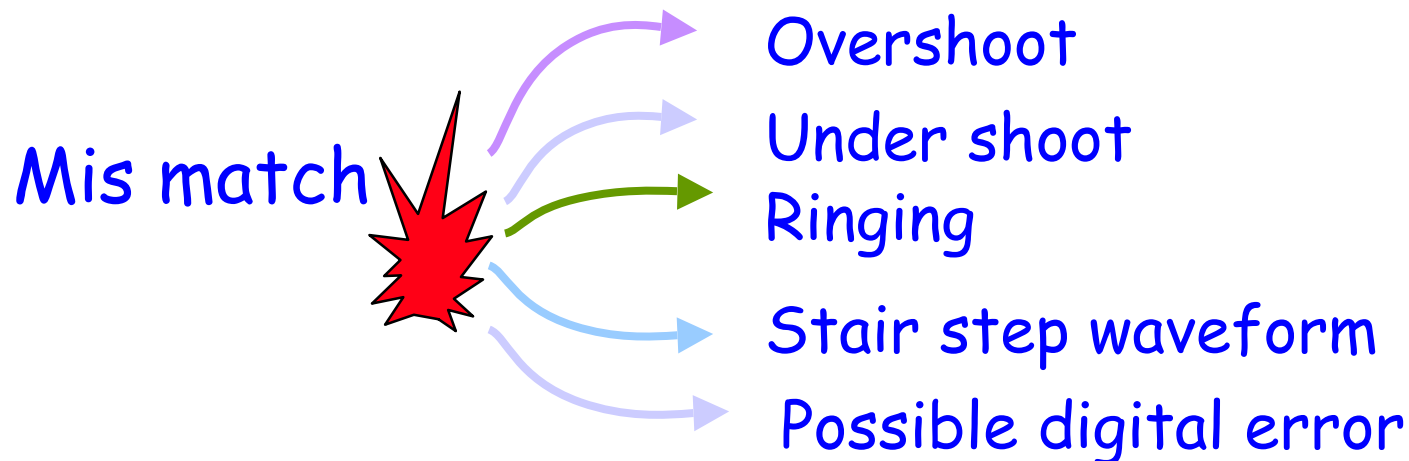 Mis match
Overshoot
Under shoot
Ringing
Stair step waveform
Possible digital error